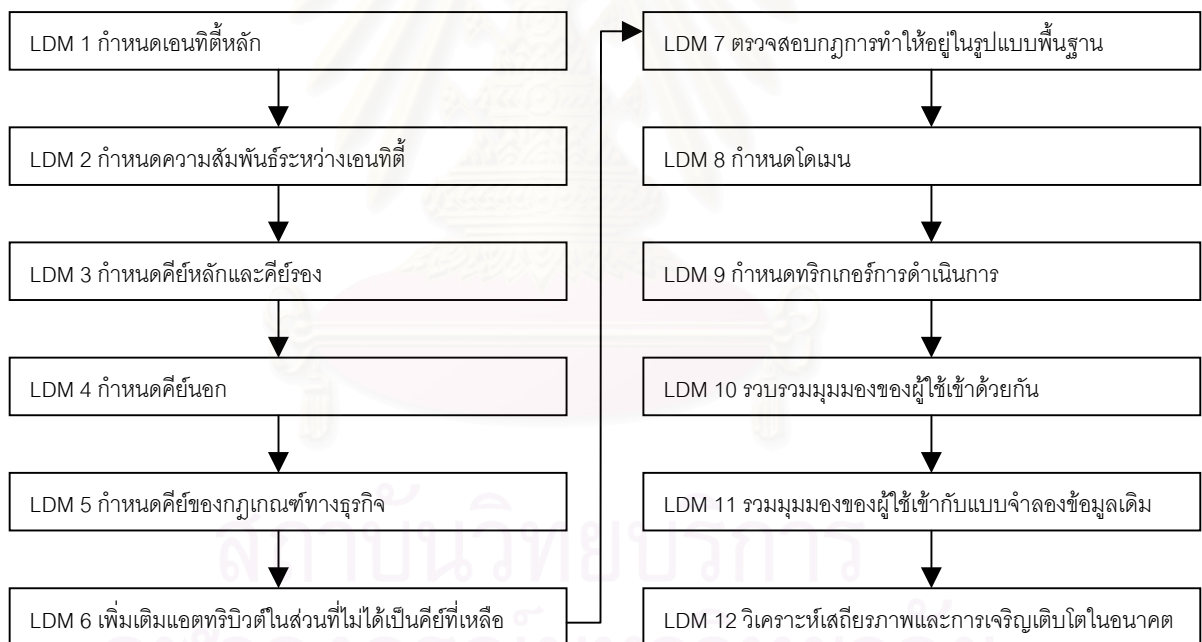 LDM 1 กำหนดเอนทิตี้หลัก
LDM 2 กำหนดความสัมพันธ์ระหว่างเอนทิตี้
LDM 3 กำหนดคีย์หลักและคีย์รอง
LDM 4 กำหนดคีย์นอก
LDM 5 กำหนดคีย์ของกฎเกณฑ์ทางธุรกิจ
LDM 6 เพิ่มเติมแอตทริบิวต์ในส่วนที่ไม่ได้เป็นคีย์ที่เหลือ
LDM 7 ตรวจสอบกฎการทำให้อยู่ในรูปแบบพื้นฐาน
LDM 8 กำหนดโดเมน
LDM 9 กำหนดทริกเกอร์การดำเนินการ
LDM 10 รวบรวมมุมมองของผู้ใช้เข้าด้วยกัน
LDM 11 รวมมุมมองของผู้ใช้เข้ากับแบบจำลองข้อมูลเดิม
LDM 12 วิเคราะห์เสถียรภาพและการเจริญเติบโตในอนาคต
สถาบันวิทยบริการ